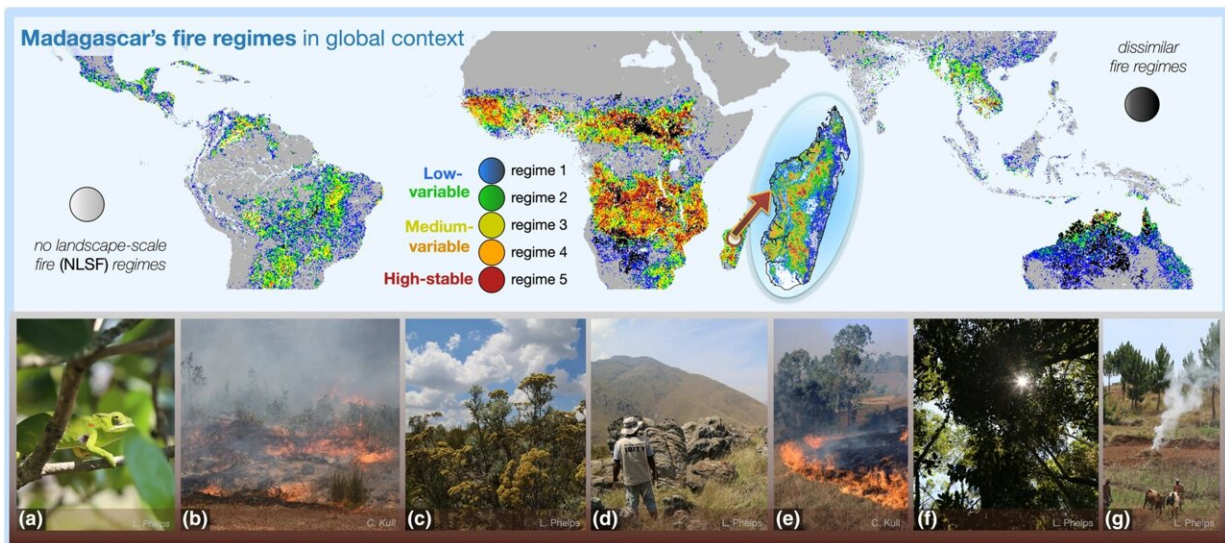 Madagascar's fire regimes in global context
dissimilar
fire regimes
Low-
variable
Medium-
variable
High-stable
regime 1
regime 2
regime 3
regime 4
regime 5
no landscape-scale
fire (NLSF) regimes
IBITY
(a)
L. Phelps
(b)
C. Kull
(c)
L. Phelps
(d)
L. Phelps
(e)
C. Kull
(f)
L. Phelps
(g)
L. Phelps